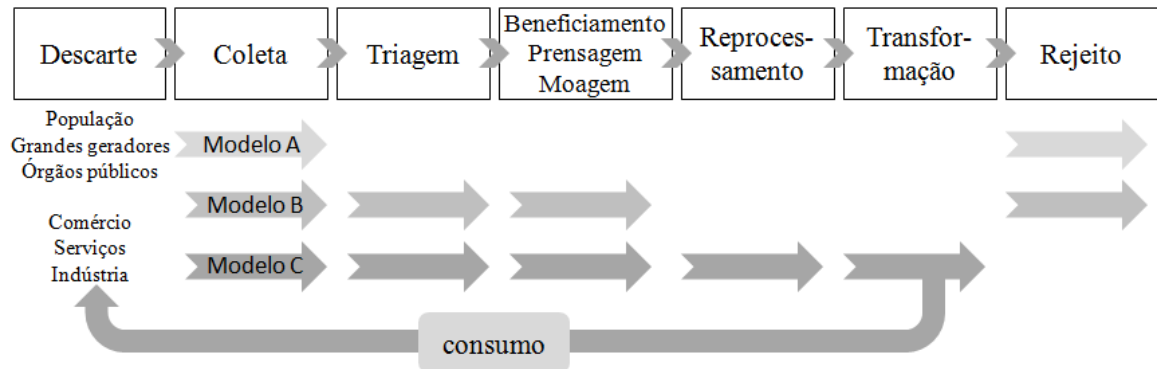 Descarte
Coleta
Triagem
Beneficiamento
Prensagem
Moagem
Reproces-
samento
Transfor-
mação
Rejeito
População
Grandes geradores
Órgãos públicos
Comércio
Serviços
Indústria
Modelo A
Modelo B
Modelo C
consumo